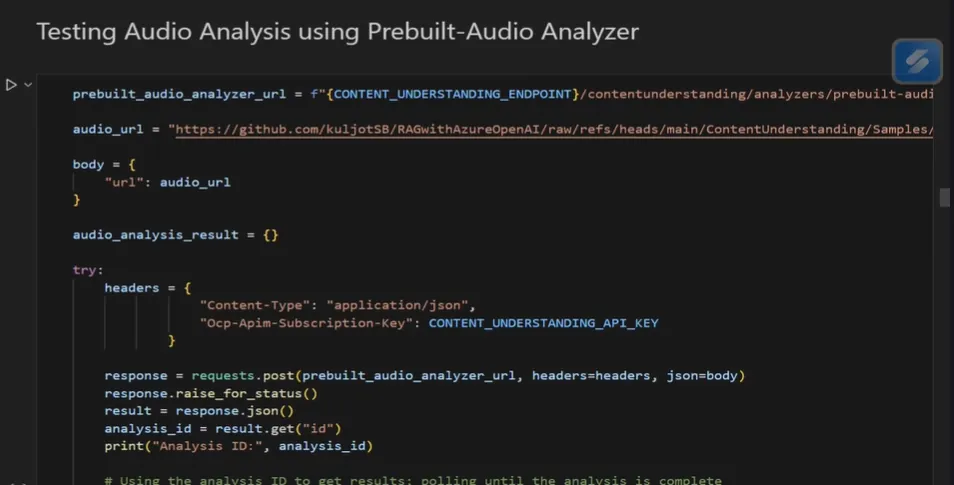 Testing Audio Analysis using Prebuilt-Audio Analyzer
prebuilt_audio_analyzer_url = f"{CONTENT_UNDERSTANDING_ENDPOINT}/contentunderstanding/analyzers/prebuilt-audi
audio_url = "https://github.com/kuljotSB/RAGwithAzureOpenAI/raw/refs/heads/main/ContentUnderstanding/Samples/
body = {
"url": audio_url
}
audio_analysis_result = {}
try:
headers = {
"Content-Type": "application/json",
"Ocp-Apim-Subscription-Key": CONTENT_UNDERSTANDING_API_KEY
}
response = requests.post(prebuilt_audio_analyzer_url, headers=headers, json=body)
response.raise_for_status()
result = response.json()
analysis_id = result.get("id")
print("Analysis ID:", analysis_id)
# Using the analysis ID to get results; polling until the analysis is complete